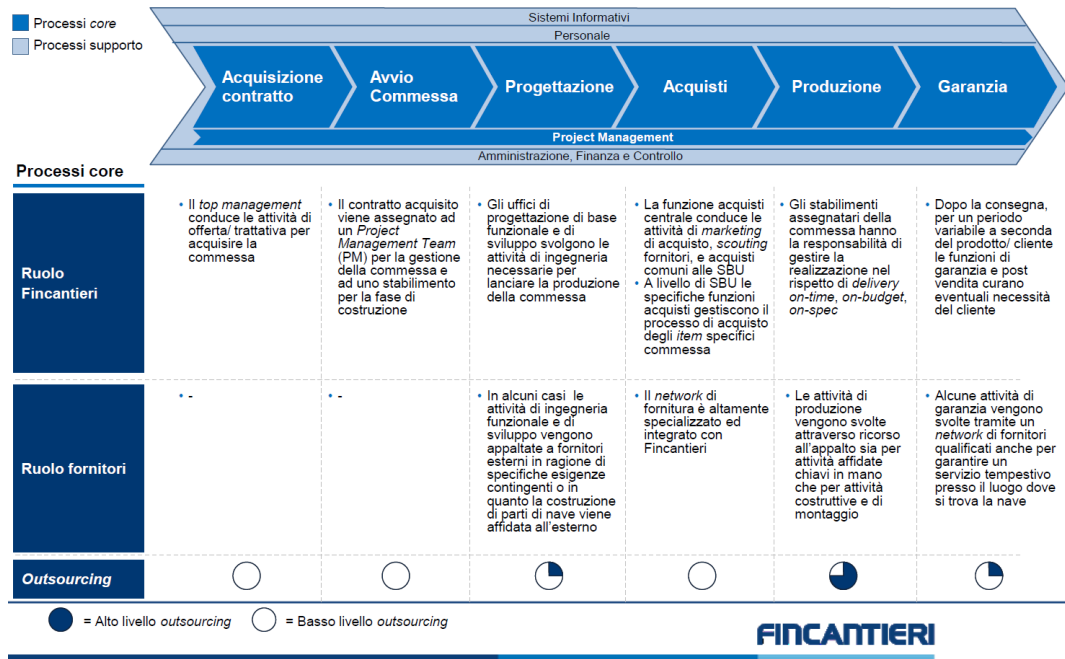 Processi core
Processi supporto
Sistemi Informativi
Personale
Acquisizione
contratto
Avvio
Commessa
Progettazione
Acquisti
Produzione
Garanzia
Project Management
Amministrazione, Finanza e Controllo
Processi core
Ruolo
Fincantieri
• Il top management
conduce le attività di
offerta/ trattativa per
acquisire la
commessa
• Il contratto acquisito
viene assegnato ad
un Project
Management Team
(PM) per la gestione
della commessa e
ad uno stabilimento
per la fase di
costruzione
• Gli uffici di
progettazione di base
funzionale e di
sviluppo svolgono le
attività di ingegneria
necessarie per
lanciare la produzione
della commessa
• La funzione acquisti
centrale conduce le
attività di marketing
di acquisto, scouting
fornitori, e acquisti
comuni alle SBU
• A livello di SBU le
specifiche funzioni
acquisti gestiscono il
processo di acquisto
degli item specifici
commessa
• Gli stabilimenti
assegnatari della
commessa hanno
la responsabilità di
gestire la
realizzazione nel
rispetto di delivery
on-time, on-budget,
on-spec
• Dopo la consegna,
per un periodo
variabile a seconda
del prodotto/ cliente
le funzioni di
garanzia e post
vendita curano
eventuali necessità
del cliente
Ruolo fornitori
• -
• -
• In alcuni casi le
attività di ingegneria
funzionale e di
sviluppo vengono
appaltate a fornitori
esterni in ragione di
specifiche esigenze
contingenti o in
quanto la costruzione
di parti di nave viene
affidata all'esterno
• Il network di
fornitura è altamente
specializzato ed
integrato con
Fincantieri
• Le attività di
produzione
vengono svolte
attraverso ricorso
all'appalto sia per
attività affidate
chiavi in mano
che per attività
costruttive e di
montaggio
• Alcune attività di
garanzia vengono
svolte tramite un
network di fornitori
qualificati anche per
garantire un
servizio tempestivo
presso il luogo dove
si trova la nave
Outsourcing
= Alto livello outsourcing
= Basso livello outsourcing
FINCANTIERI